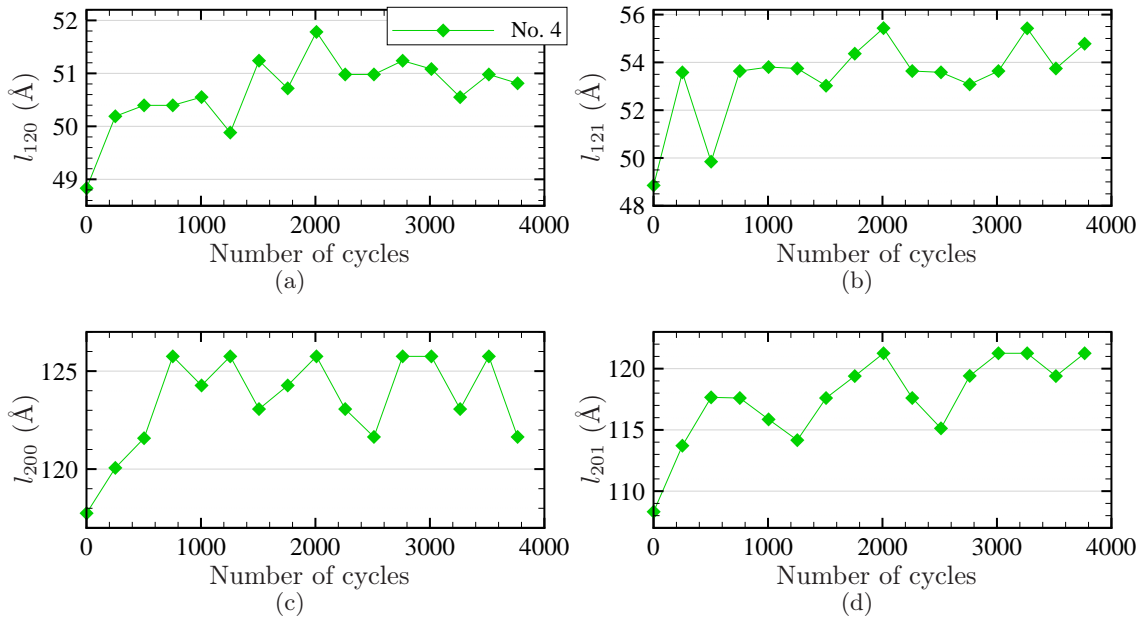 52
51
50
49
l120 (Å)
No. 4
0 1000 2000 3000 4000
Number of cycles
(a)
56
54
52
50
48
l121 (Å)
0 1000 2000 3000 4000
Number of cycles
(b)
125
120
l200 (Å)
0 1000 2000 3000 4000
Number of cycles
(c)
120
115
110
l201 (Å)
0 1000 2000 3000 4000
Number of cycles
(d)